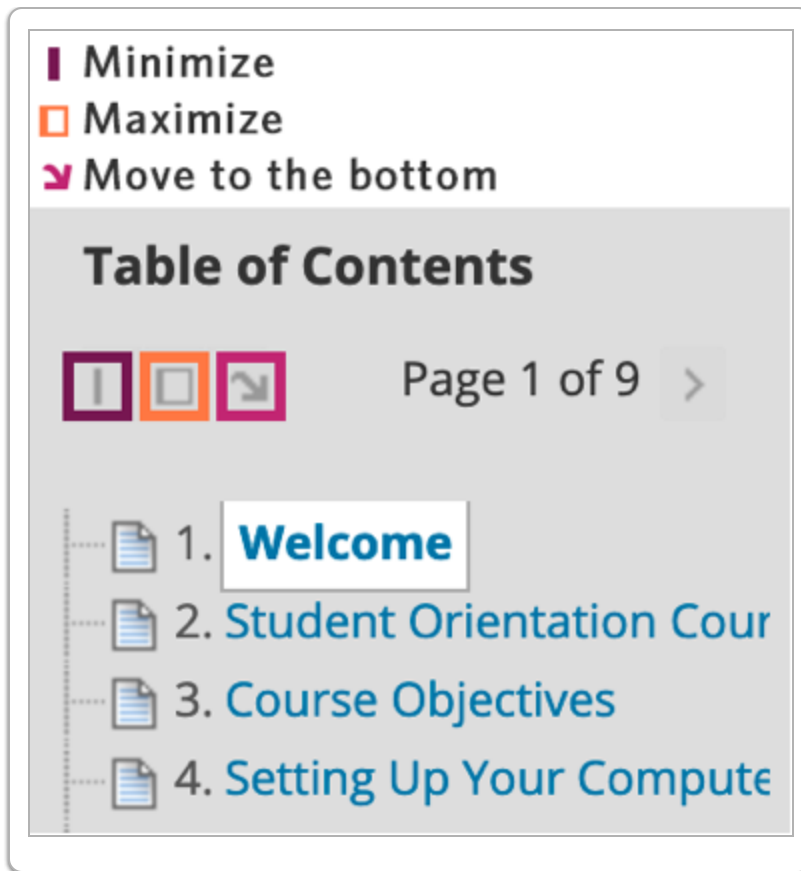 Minimize
Maximize
Move to the bottom
Table of Contents
Page 1 of 9
1. Welcome
2. Student Orientation Cour
3. Course Objectives
4. Setting Up Your Compute